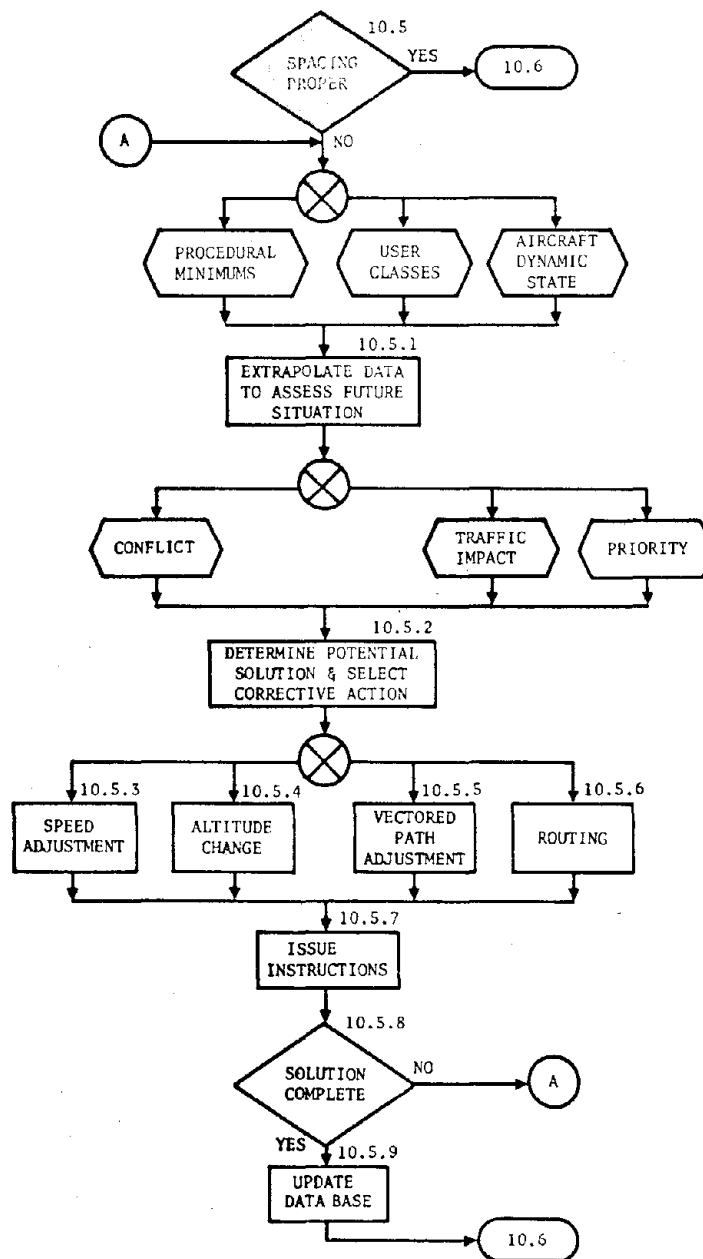 10.5
SPACING
PROPER
YES
10.6
A
NO
PROCEDURAL
MINIMUMS
USER
CLASSES
AIRCRAFT
DYNAMIC
STATE
10.5.1
EXTRAPOLATE DATA
TO ASSESS FUTURE
SITUATION
CONFLICT
TRAFFIC
IMPACT
PRIORITY
10.5.2
DETERMINE POTENTIAL
SOLUTION & SELECT
CORRECTIVE ACTION
10.5.3
SPEED
ADJUSTMENT
10.5.4
ALTITUDE
CHANGE
10.5.5
VECTORED
PATH
ADJUSTMENT
10.5.6
ROUTING
10.5.7
ISSUE
INSTRUCTIONS
10.5.8
SOLUTION
COMPLETE
NO
A
YES
10.5.9
UPDATE
DATA BASE
10.6